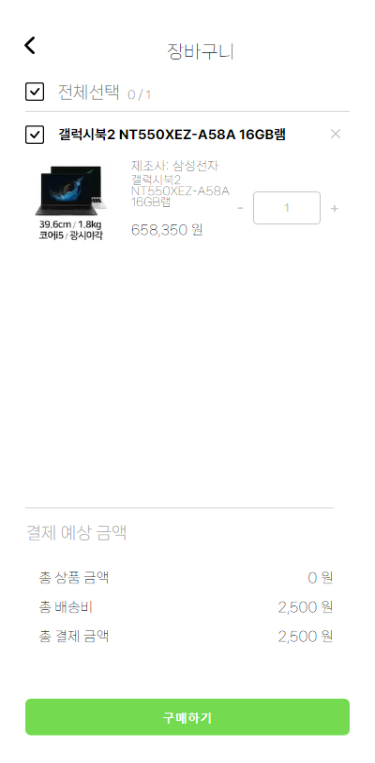 장바구니
전체선택 0/1
갤럭시북2 NT550XEZ-A58A 16GB램
제조사: 삼성전자
갤럭시북2
NT550XEZ-A58A
16GB램
- 1 +
39.6cm / 1.8kg
코어i5 / 광시야각
658,350 원
결제 예상 금액
총 상품 금액 0 원
총 배송비 2,500 원
총 결제 금액 2,500 원
구매하기